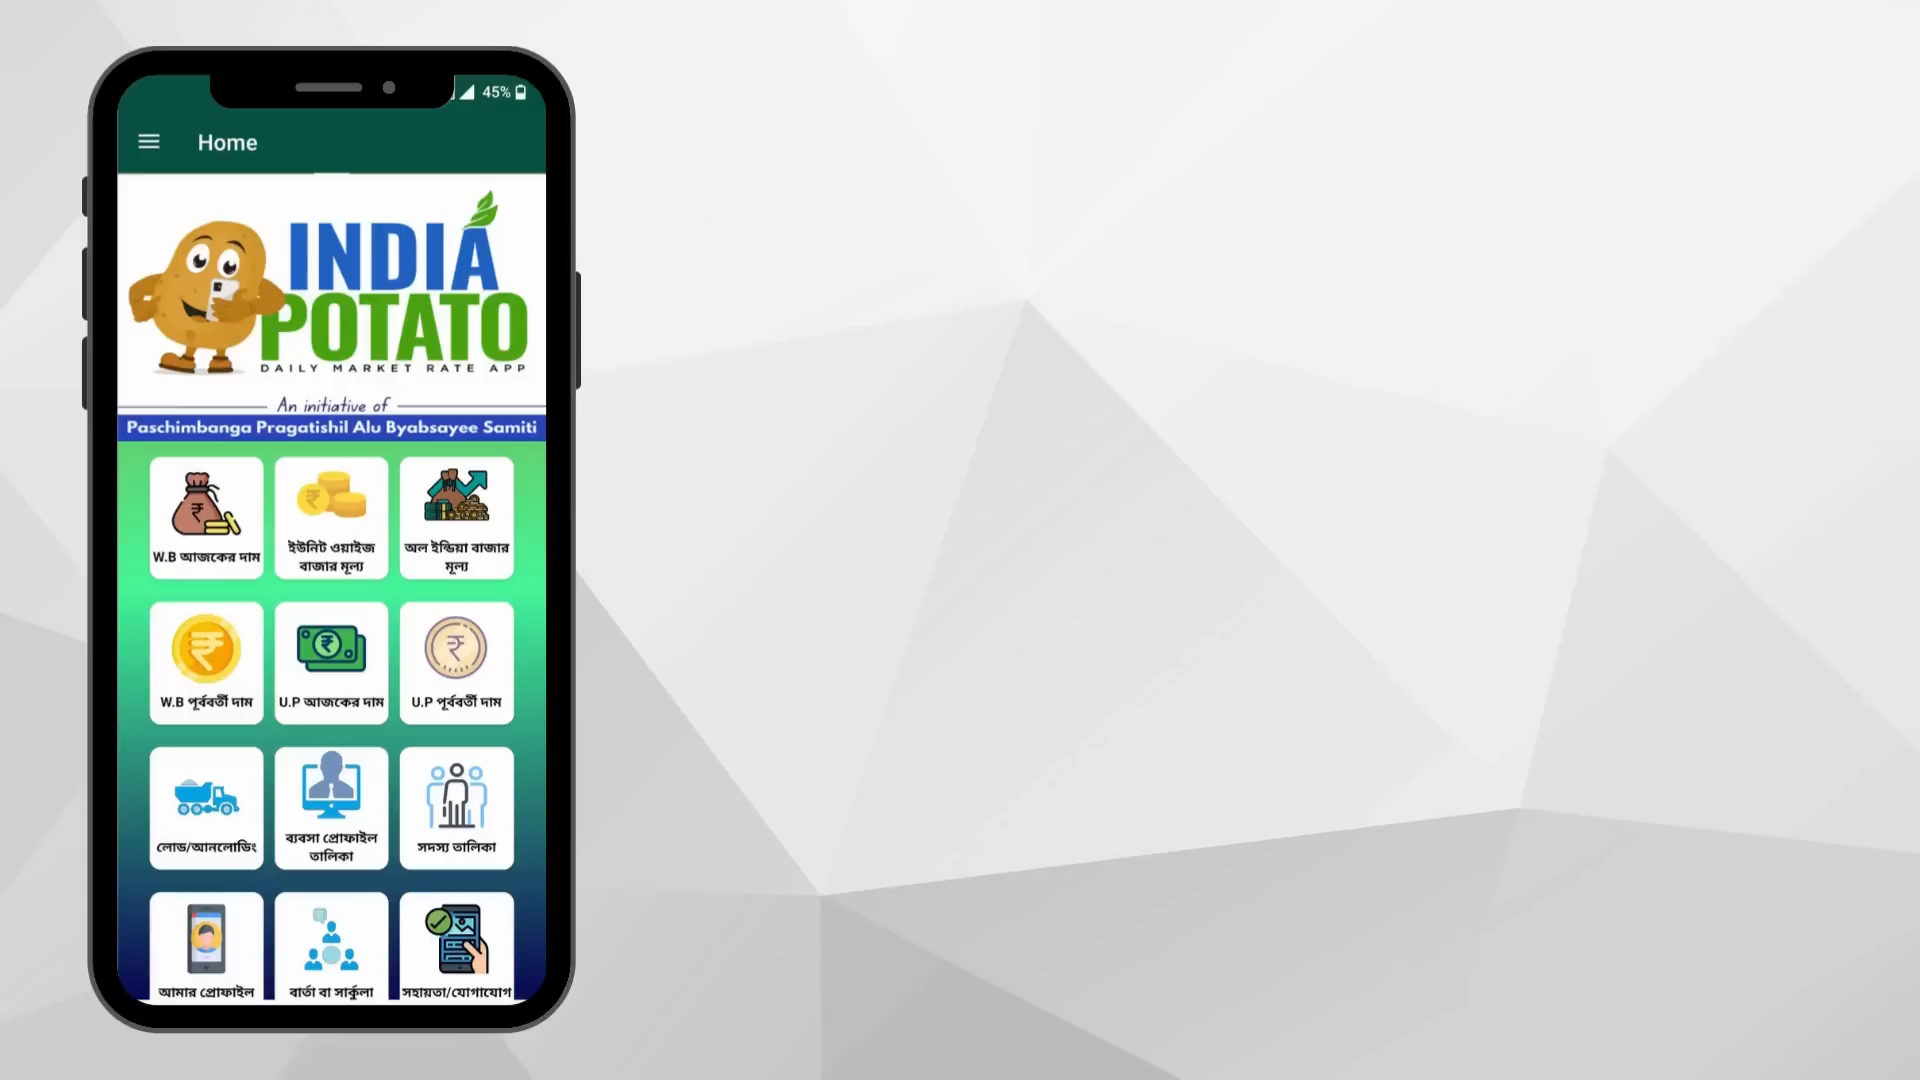 45%
Home
INDIA
POTATO
DAILY MARKET RATE APP
An initiative of
Paschimbanga Pragatishil Alu Byabsayee Samiti
W.B আজকের দাম
ইউনিট ওয়াইজ
বাজার মূল্য
অল ইন্ডিয়া বাজার
মূল্য
W.B পূর্ববর্তী দাম
U.P আজকের দাম
U.P পূর্ববর্তী দাম
লোড/আনলোডিং
ব্যবসা প্রোফাইল
তালিকা
সদস্য তালিকা
আমার প্রোফাইল
বার্তা বা সার্কুলা
সহায়তা/যোগাযোগ